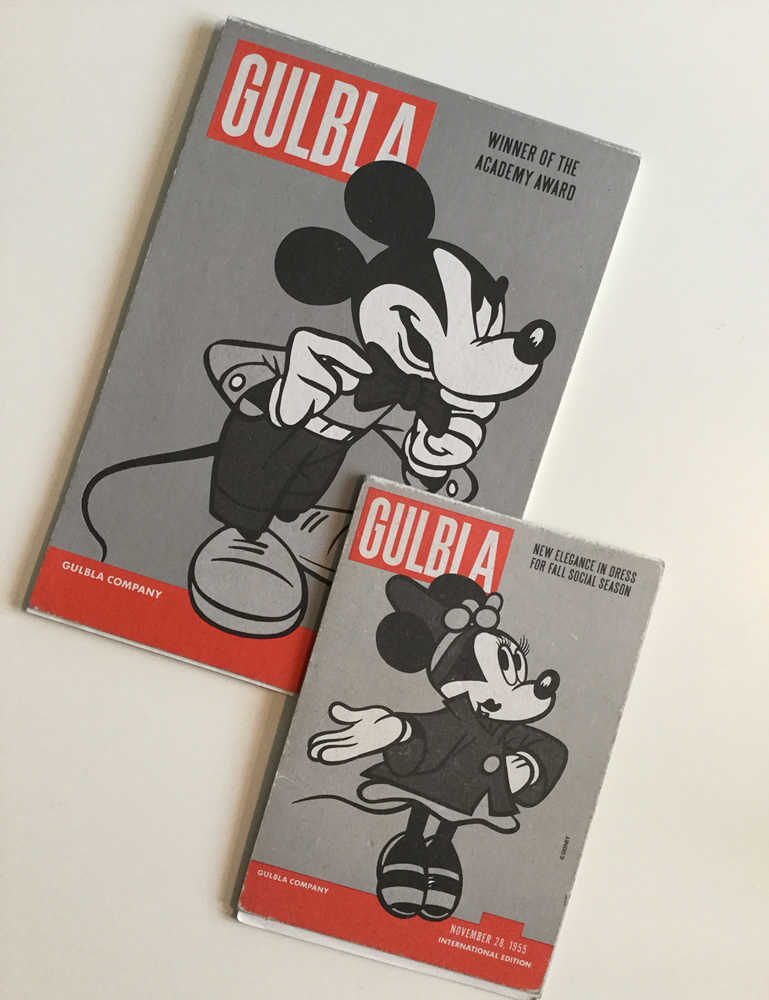 GULBLA
WINNER OF THE
ACADEMY AWARD
GULBLA COMPANY
GULBLA
NEW ELEGANCE IN DRESS
FOR FALL SOCIAL SEASON
© DISNEY
GULBLA COMPANY
NOVEMBER 28, 1955
INTERNATIONAL EDITION